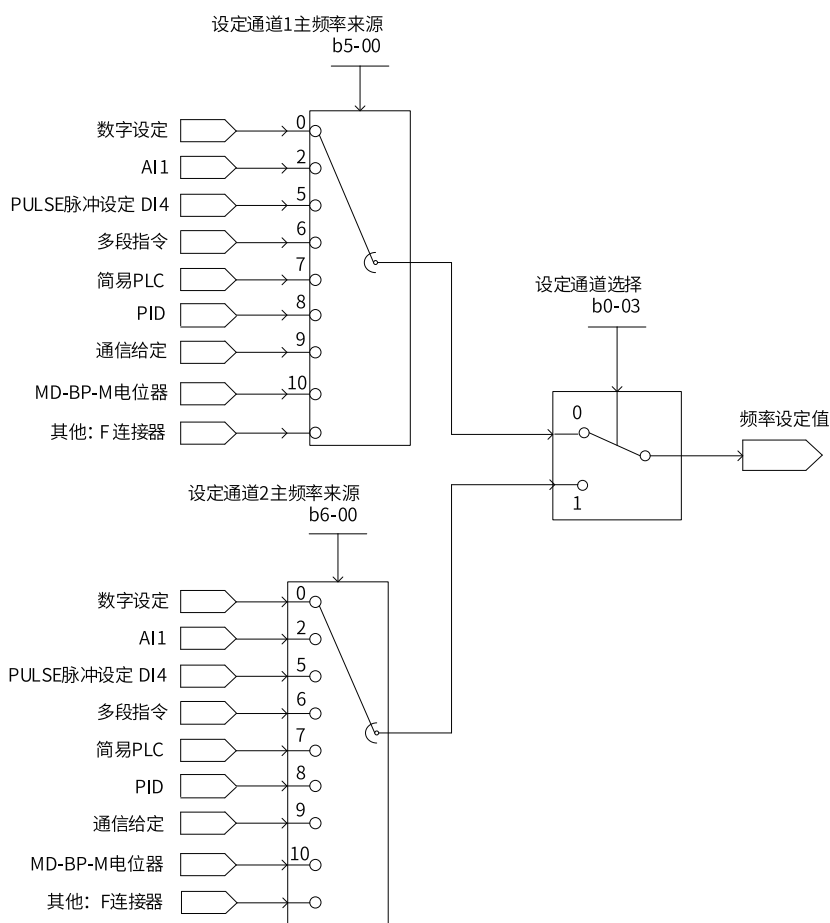 设定通道1主频率来源
b5-00
数字设定
0
AI1
2
PULSE脉冲设定 DI4
5
多段指令
6
简易PLC
7
PID
8
通信给定
9
MD-BP-M电位器
10
其他：F 连接器
设定通道选择
b0-03
0
1
频率设定值
设定通道2主频率来源
b6-00
数字设定
0
AI1
2
PULSE脉冲设定 DI4
5
多段指令
6
简易PLC
7
PID
8
通信给定
9
MD-BP-M电位器
10
其他：F连接器